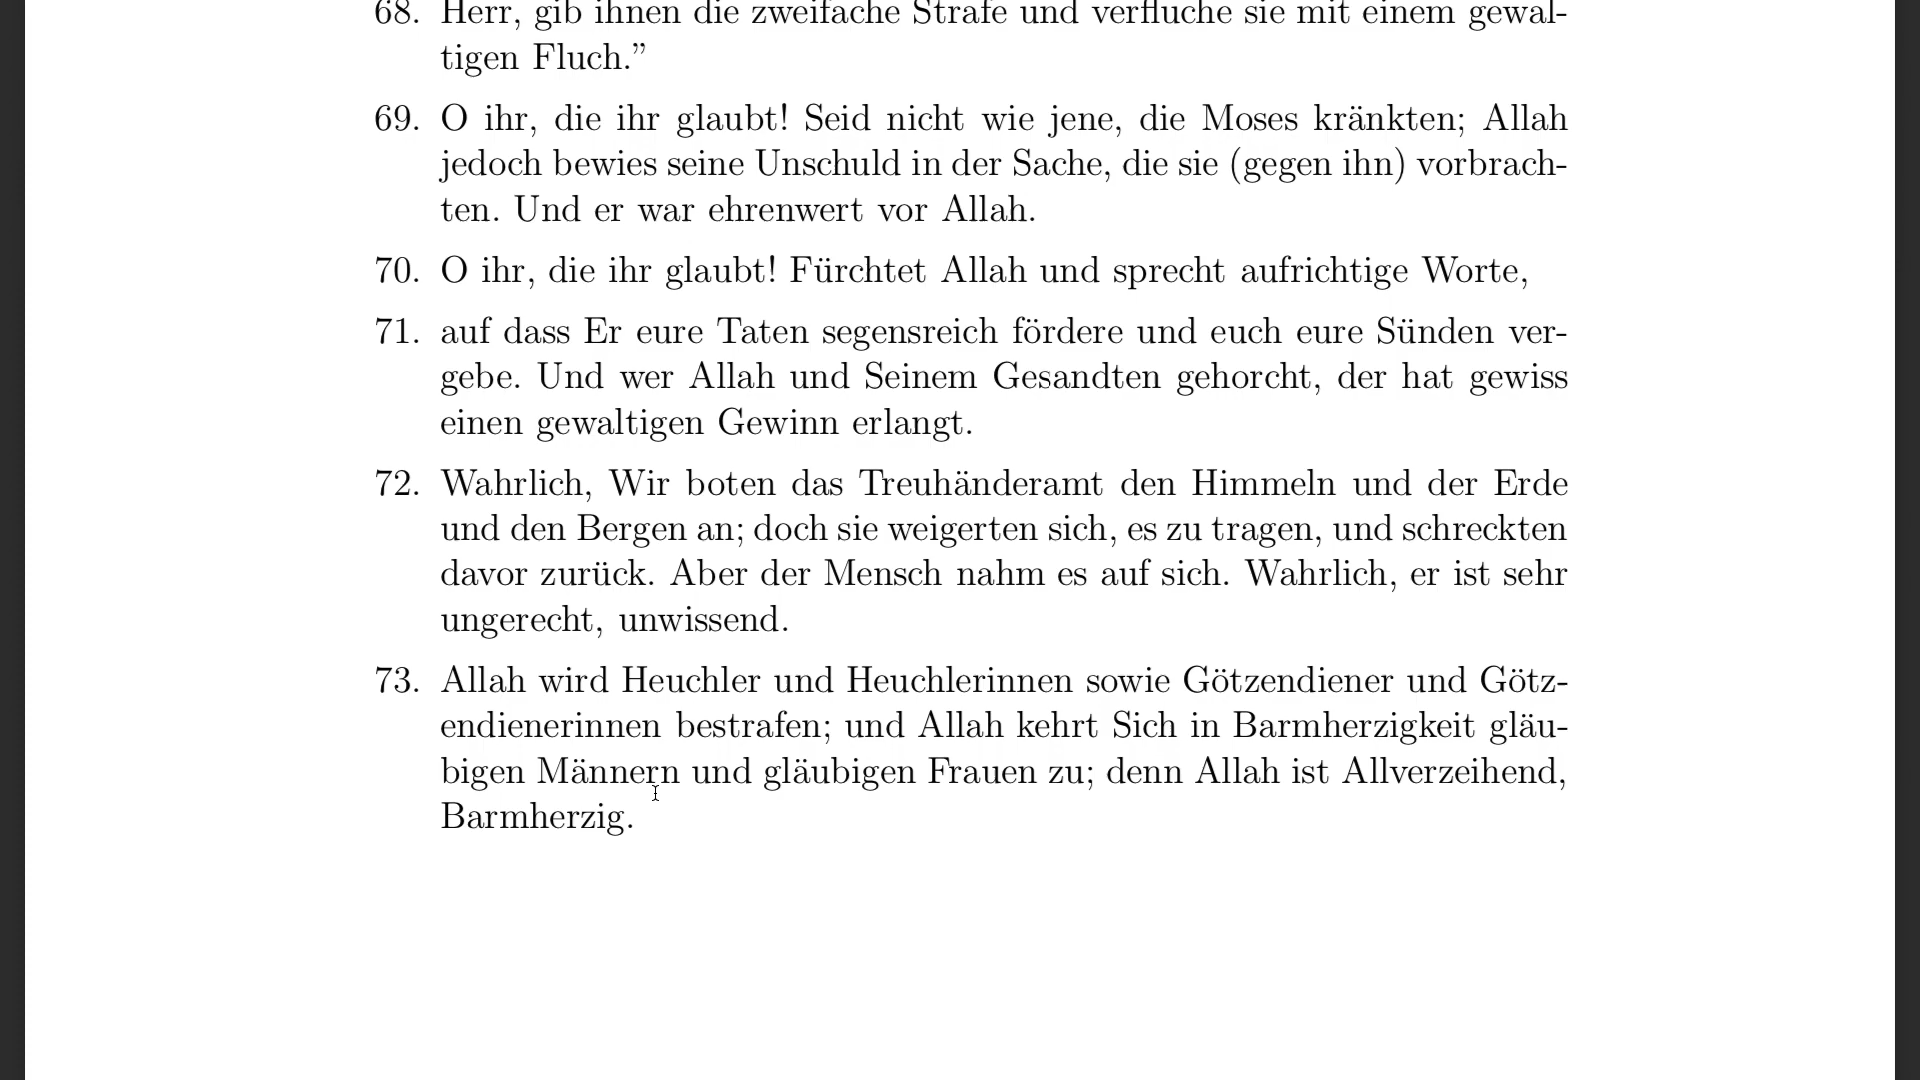 68. Herr, gib ihnen die zweifache Strafe und verfluche sie mit einem gewal-
tigen Fluch.”
69. O ihr, die ihr glaubt! Seid nicht wie jene, die Moses kränkten; Allah
jedoch bewies seine Unschuld in der Sache, die sie (gegen ihn) vorbrach-
ten. Und er war ehrenwert vor Allah.
70. O ihr, die ihr glaubt! Fürchtet Allah und sprecht aufrichtige Worte,
71. auf dass Er eure Taten segensreich fördere und euch eure Sünden ver-
gebe. Und wer Allah und Seinem Gesandten gehorcht, der hat gewiss
einen gewaltigen Gewinn erlangt.
72. Wahrlich, Wir boten das Treuhänderamt den Himmeln und der Erde
und den Bergen an; doch sie weigerten sich, es zu tragen, und schreckten
davor zurück. Aber der Mensch nahm es auf sich. Wahrlich, er ist sehr
ungerecht, unwissend.
73. Allah wird Heuchler und Heuchlerinnen sowie Götzendiener und Götz-
endienerinnen bestrafen; und Allah kehrt Sich in Barmherzigkeit gläu-
bigen Männern und gläubigen Frauen zu; denn Allah ist Allverzeihend,
Barmherzig.